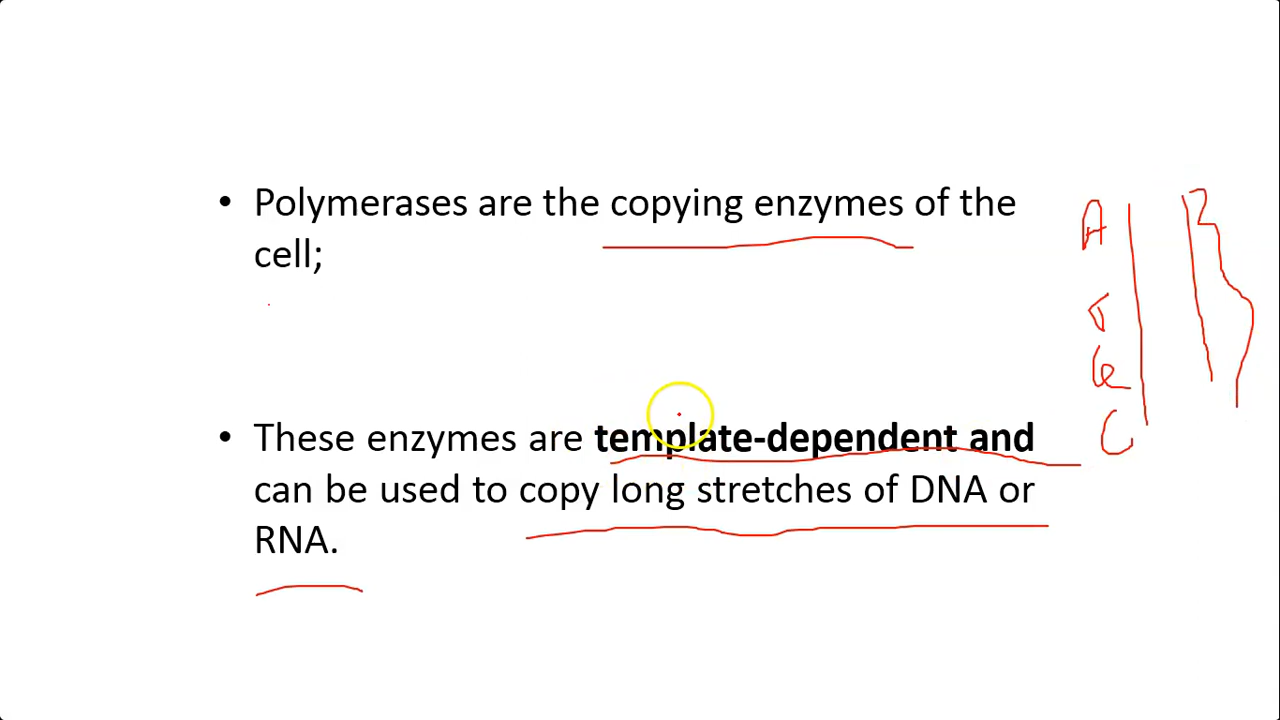 • Polymerases are the copying enzymes of the
cell;
• These enzymes are template-dependent and
can be used to copy long stretches of DNA or
RNA.
A
G
C